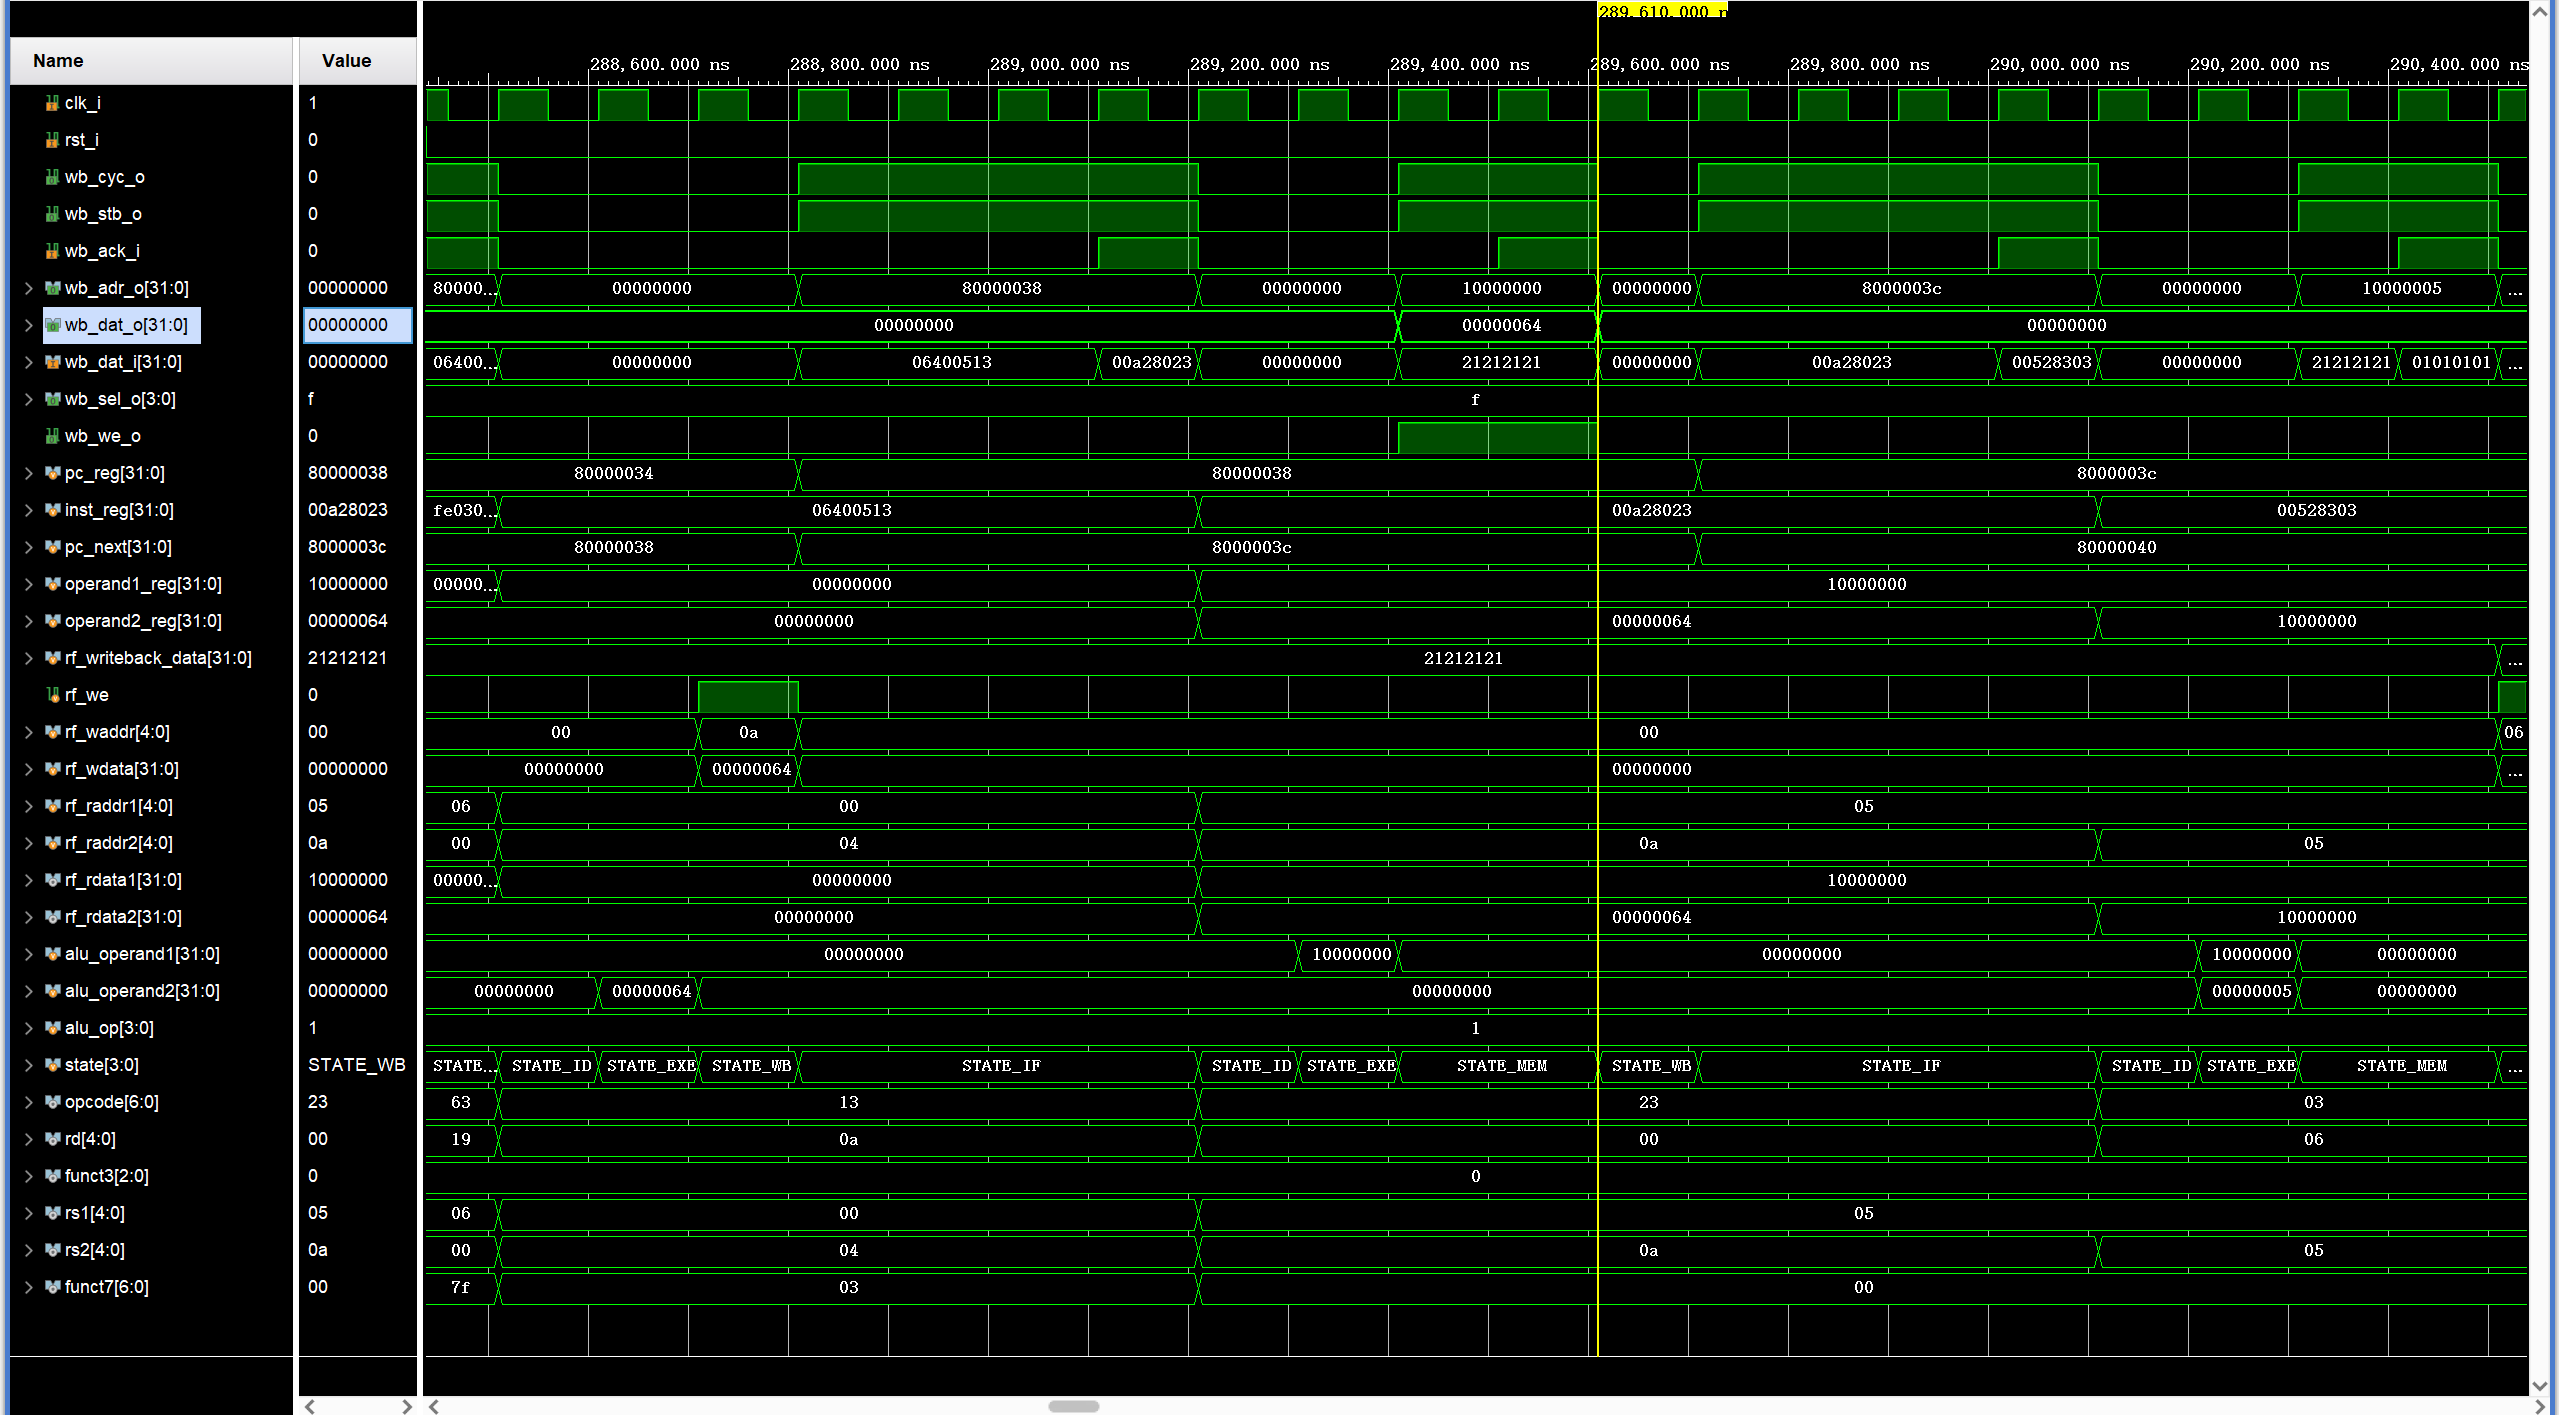 289,610.000 n
Name Value
288,600.000 ns 288,800.000 ns 289,000.000 ns 289,200.000 ns 289,400.000 ns 289,600.000 ns 289,800.000 ns 290,000.000 ns 290,200.000 ns 290,400.000 ns
clk_i 1
rst_i 0
wb_cyc_o 0
wb_stb_o 0
wb_ack_i 0
wb_adr_o[31:0] 00000000 80000... 00000000 80000038 00000000 10000000 00000000 8000003c 00000000 10000005 ...
wb_dat_o[31:0] 00000000 00000000 00000064 00000000
wb_dat_i[31:0] 00000000 06400... 00000000 06400513 00a28023 00000000 21212121 00000000 00a28023 00528303 00000000 21212121 01010101 ...
wb_sel_o[3:0] f f
wb_we_o 0
pc_reg[31:0] 80000038 80000034 80000038 8000003c
inst_reg[31:0] 00a28023 fe030... 06400513 00a28023 00528303
pc_next[31:0] 8000003c 80000038 8000003c 80000040
operand1_reg[31:0] 10000000 00000... 00000000 10000000
operand2_reg[31:0] 00000064 00000000 00000064 10000000
rf_writeback_data[31:0] 21212121 21212121 ...
rf_we 0
rf_waddr[4:0] 00 00 0a 00 06
rf_wdata[31:0] 00000000 00000000 00000064 00000000 ...
rf_raddr1[4:0] 05 06 00 05
rf_raddr2[4:0] 0a 00 04 0a 05
rf_rdata1[31:0] 10000000 00000... 00000000 10000000
rf_rdata2[31:0] 00000064 00000000 00000064 10000000
alu_operand1[31:0] 00000000 00000000 10000000 00000000 10000000 00000000
alu_operand2[31:0] 00000000 00000000 00000064 00000000 00000005 00000000
alu_op[3:0] 1 1
state[3:0] STATE_WB STATE... STATE_ID STATE_EXE STATE_WB STATE_IF STATE_ID STATE_EXE STATE_MEM STATE_WB STATE_IF STATE_ID STATE_EXE STATE_MEM ...
opcode[6:0] 23 63 13 23 03
rd[4:0] 00 19 0a 00 06
funct3[2:0] 0 0
rs1[4:0] 05 06 00 05
rs2[4:0] 0a 00 04 0a 05
funct7[6:0] 00 7f 03 00